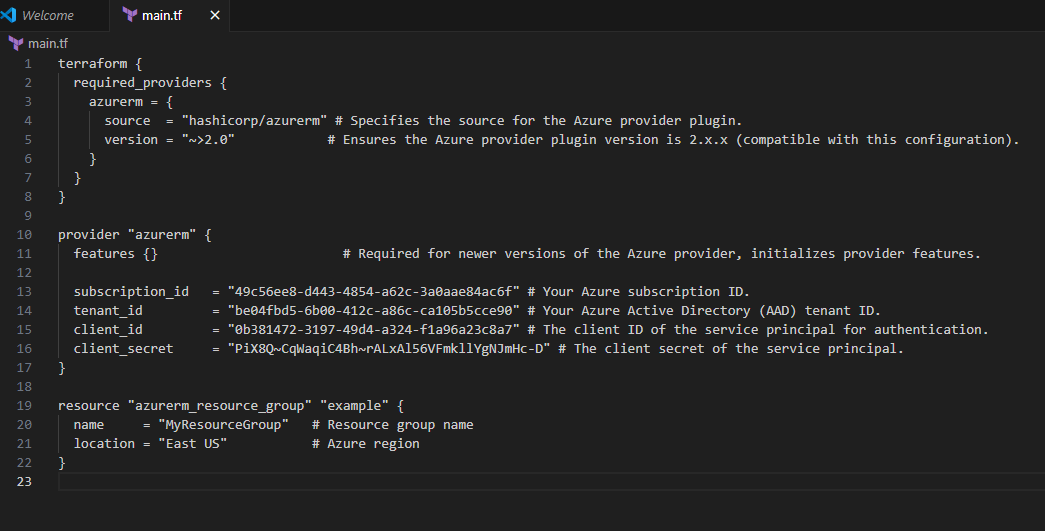 Welcome
main.tf
main.tf
1 terraform {
2 required_providers {
3 azurerm = {
4 source = "hashicorp/azurerm" # Specifies the source for the Azure provider plugin.
5 version = "~>2.0" # Ensures the Azure provider plugin version is 2.x.x (compatible with this configuration).
6 }
7 }
8 }
9
10 provider "azurerm" {
11 features {} # Required for newer versions of the Azure provider, initializes provider features.
12
13 subscription_id = "49c56ee8-d443-4854-a62c-3a0aae84ac6f" # Your Azure subscription ID.
14 tenant_id = "be04fbd5-6b00-412c-a86c-ca105b5cce90" # Your Azure Active Directory (AAD) tenant ID.
15 client_id = "0b381472-3197-49d4-a324-f1a96a23c8a7" # The client ID of the service principal for authentication.
16 client_secret = "PiX8Q~CqWaqiC4Bh~rALxAl56VFmkllYgNJmHc-D" # The client secret of the service principal.
17 }
18
19 resource "azurerm_resource_group" "example" {
20 name = "MyResourceGroup" # Resource group name
21 location = "East US" # Azure region
22 }
23